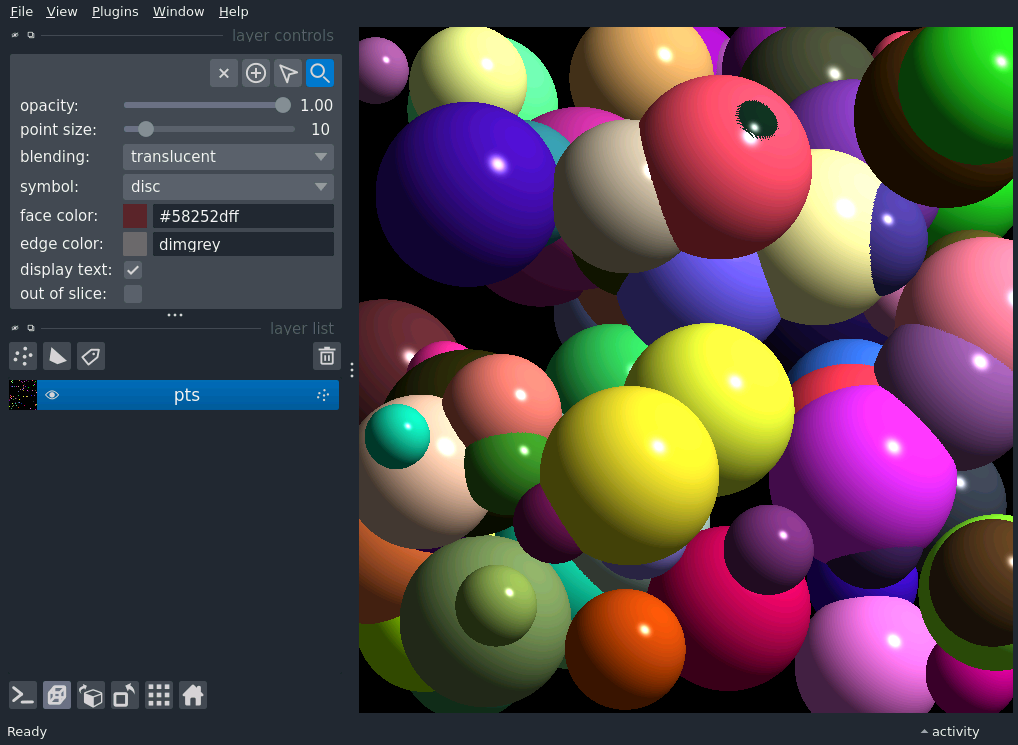 File View Plugins Window Help
layer controls
opacity: 1.00
point size: 10
blending: translucent
symbol: disc
face color: #58252dff
edge color: dimgrey
display text:
out of slice:
layer list
pts
Ready
activity